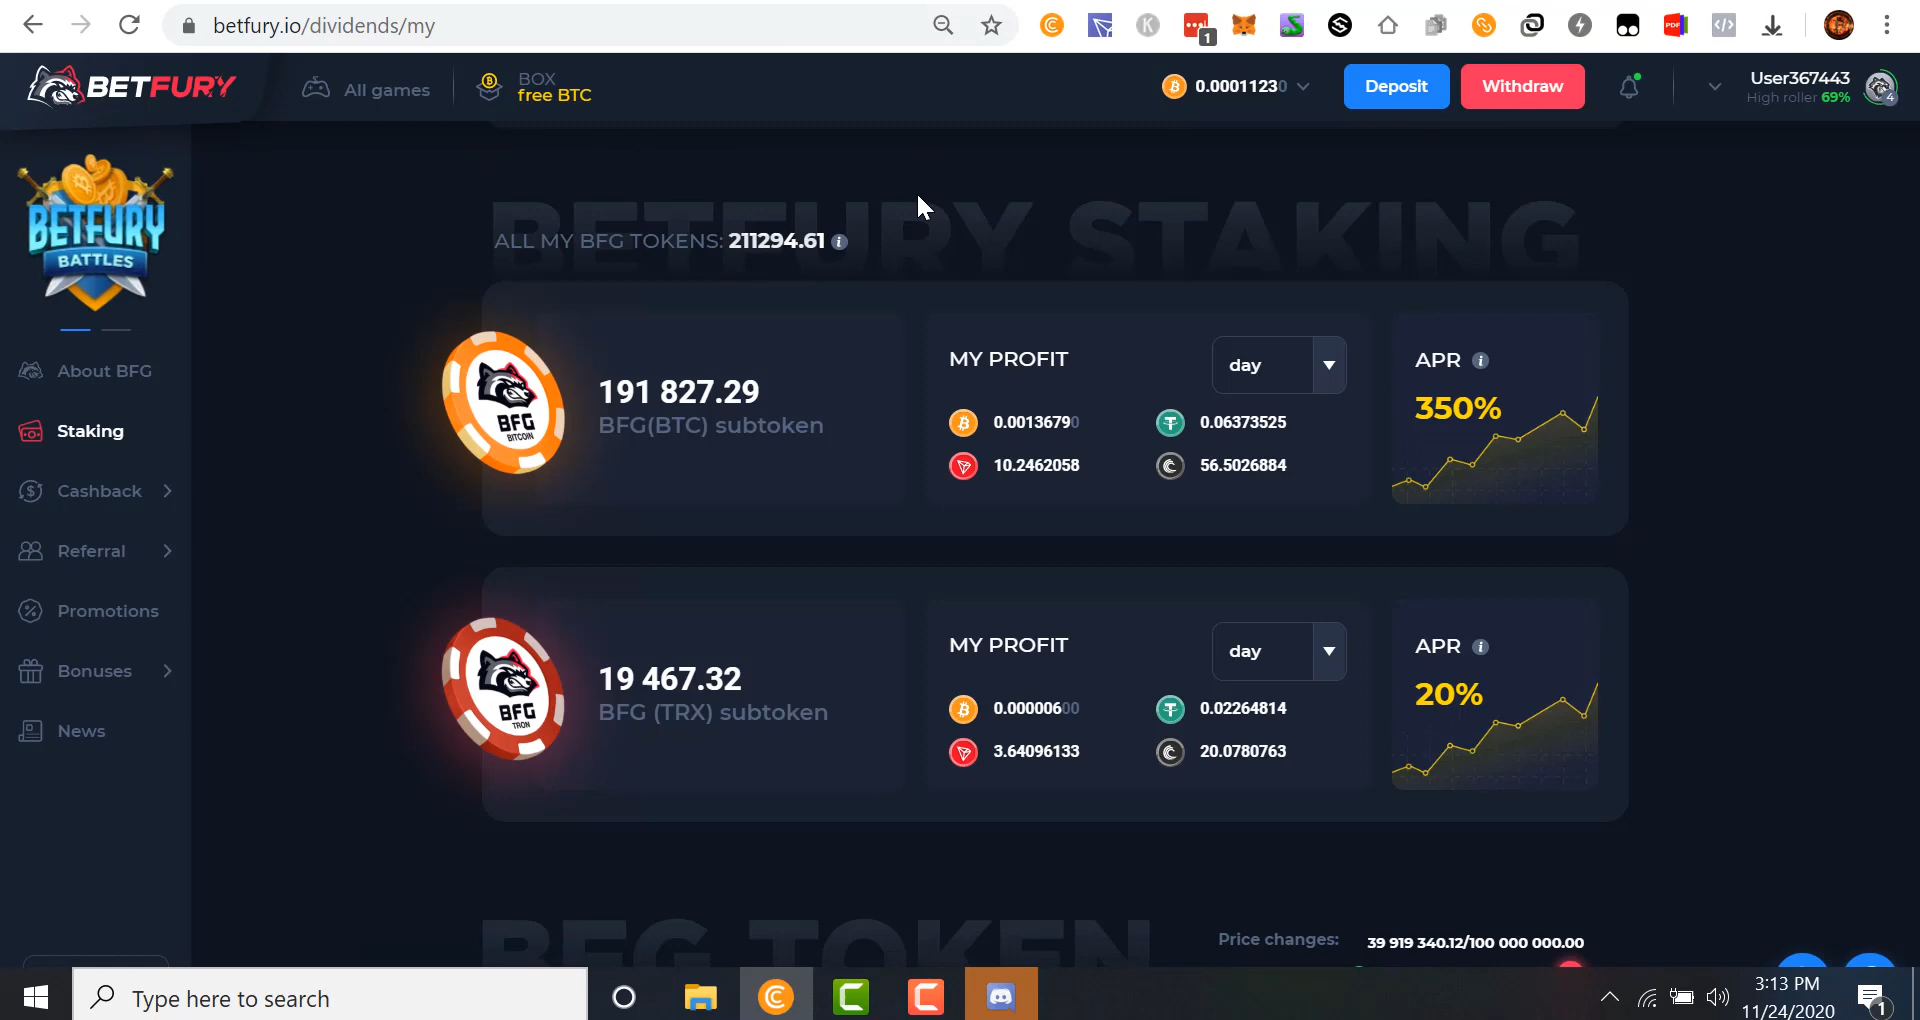 betfury.io/dividends/my
1
BETFURY
All games
BOX
free BTC
0.00011230
Deposit
Withdraw
User367443
High roller 69%
4
BETFURY
BATTLES
About BFG
Staking
Cashback
Referral
Promotions
Bonuses
News
BETFURY STAKING
ALL MY BFG TOKENS: 211294.61
BFG
BITCOIN
191 827.29
BFG(BTC) subtoken
MY PROFIT
day
0.00136790
0.06373525
10.2462058
56.5026884
APR
350%
BFG
TRON
19 467.32
BFG (TRX) subtoken
MY PROFIT
day
0.00000600
0.02264814
3.64096133
20.0780763
APR
20%
BFG TOKEN
Price changes:
39 919 340.12/100 000 000.00
Type here to search
3:13 PM
11/24/2020
1